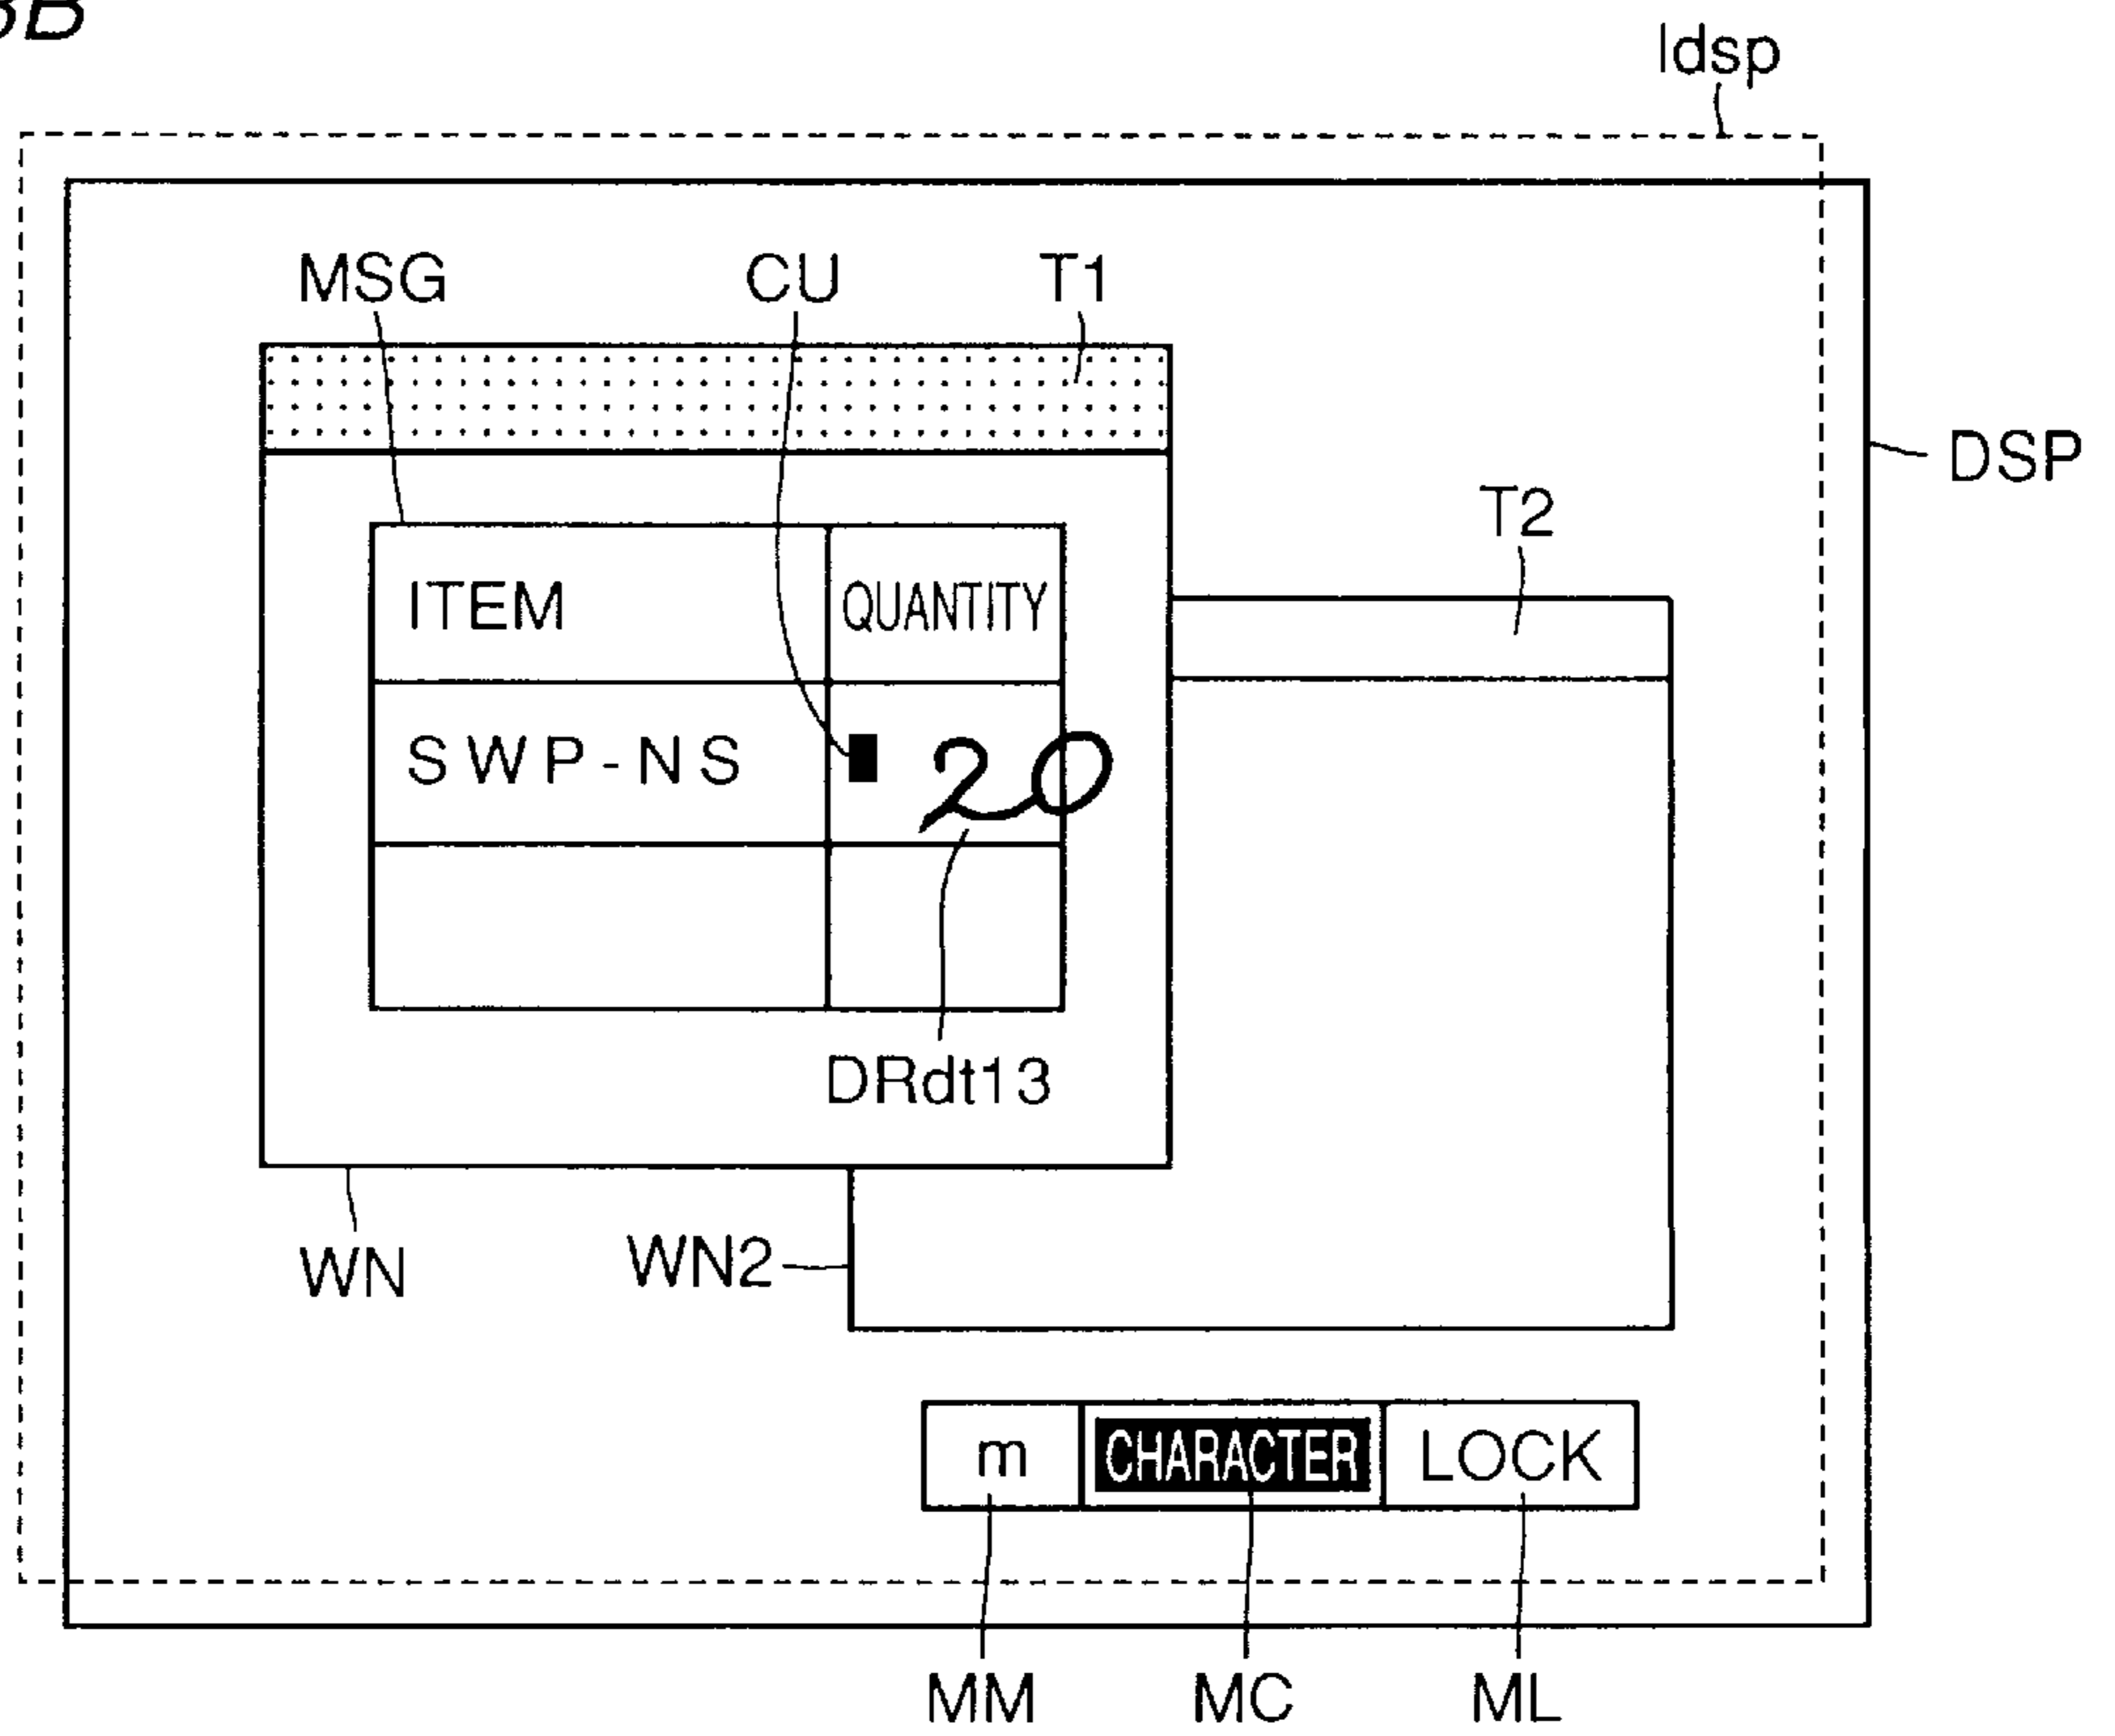 3B
Idsp
MSG CU T1
DSP
T2
ITEM QUANTITY
SWP-NS 20
DRdt13
WN WN2
m CHARACTER LOCK
MM MC ML